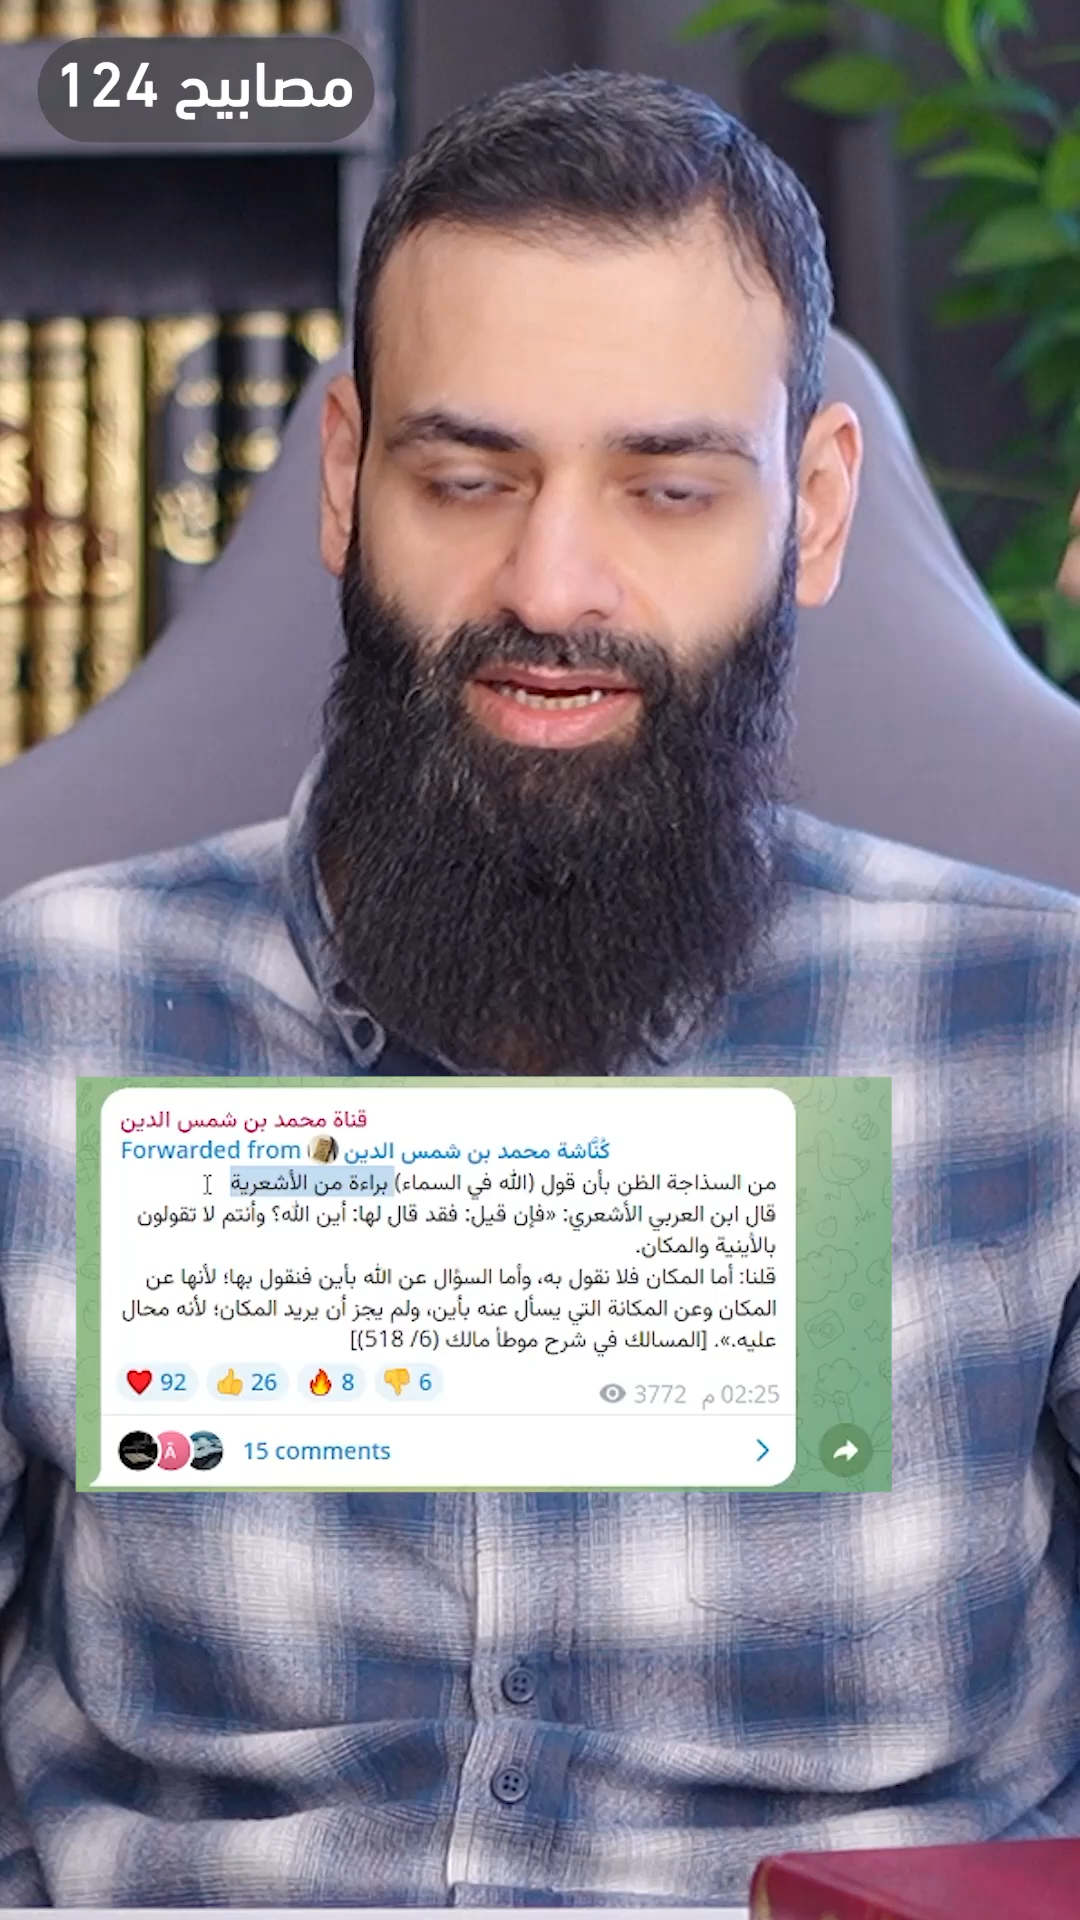 مصابيح 124
قناة محمد بن شمس الدين
Forwarded from كُنَّاشة محمد بن شمس الدين
من السذاجة الظن بأن قول (الله في السماء) براءة من الأشعرية
قال ابن العربي الأشعري: «فإن قيل: فقد قال لها: أين الله؟ وأنتم لا تقولون
بالأينية والمكان.
قلنا: أما المكان فلا نقول به، وأما السؤال عن الله بأين فنقول بها؛ لأنها عن
المكان وعن المكانة التي يسأل عنه بأين، ولم يجز أن يريد المكان؛ لأنه محال
عليه.». [المسالك في شرح موطأ مالك (6/ 518)]
❤️ 92 👍 26 🔥 8 👎 6
3772 02:25 م
15 comments